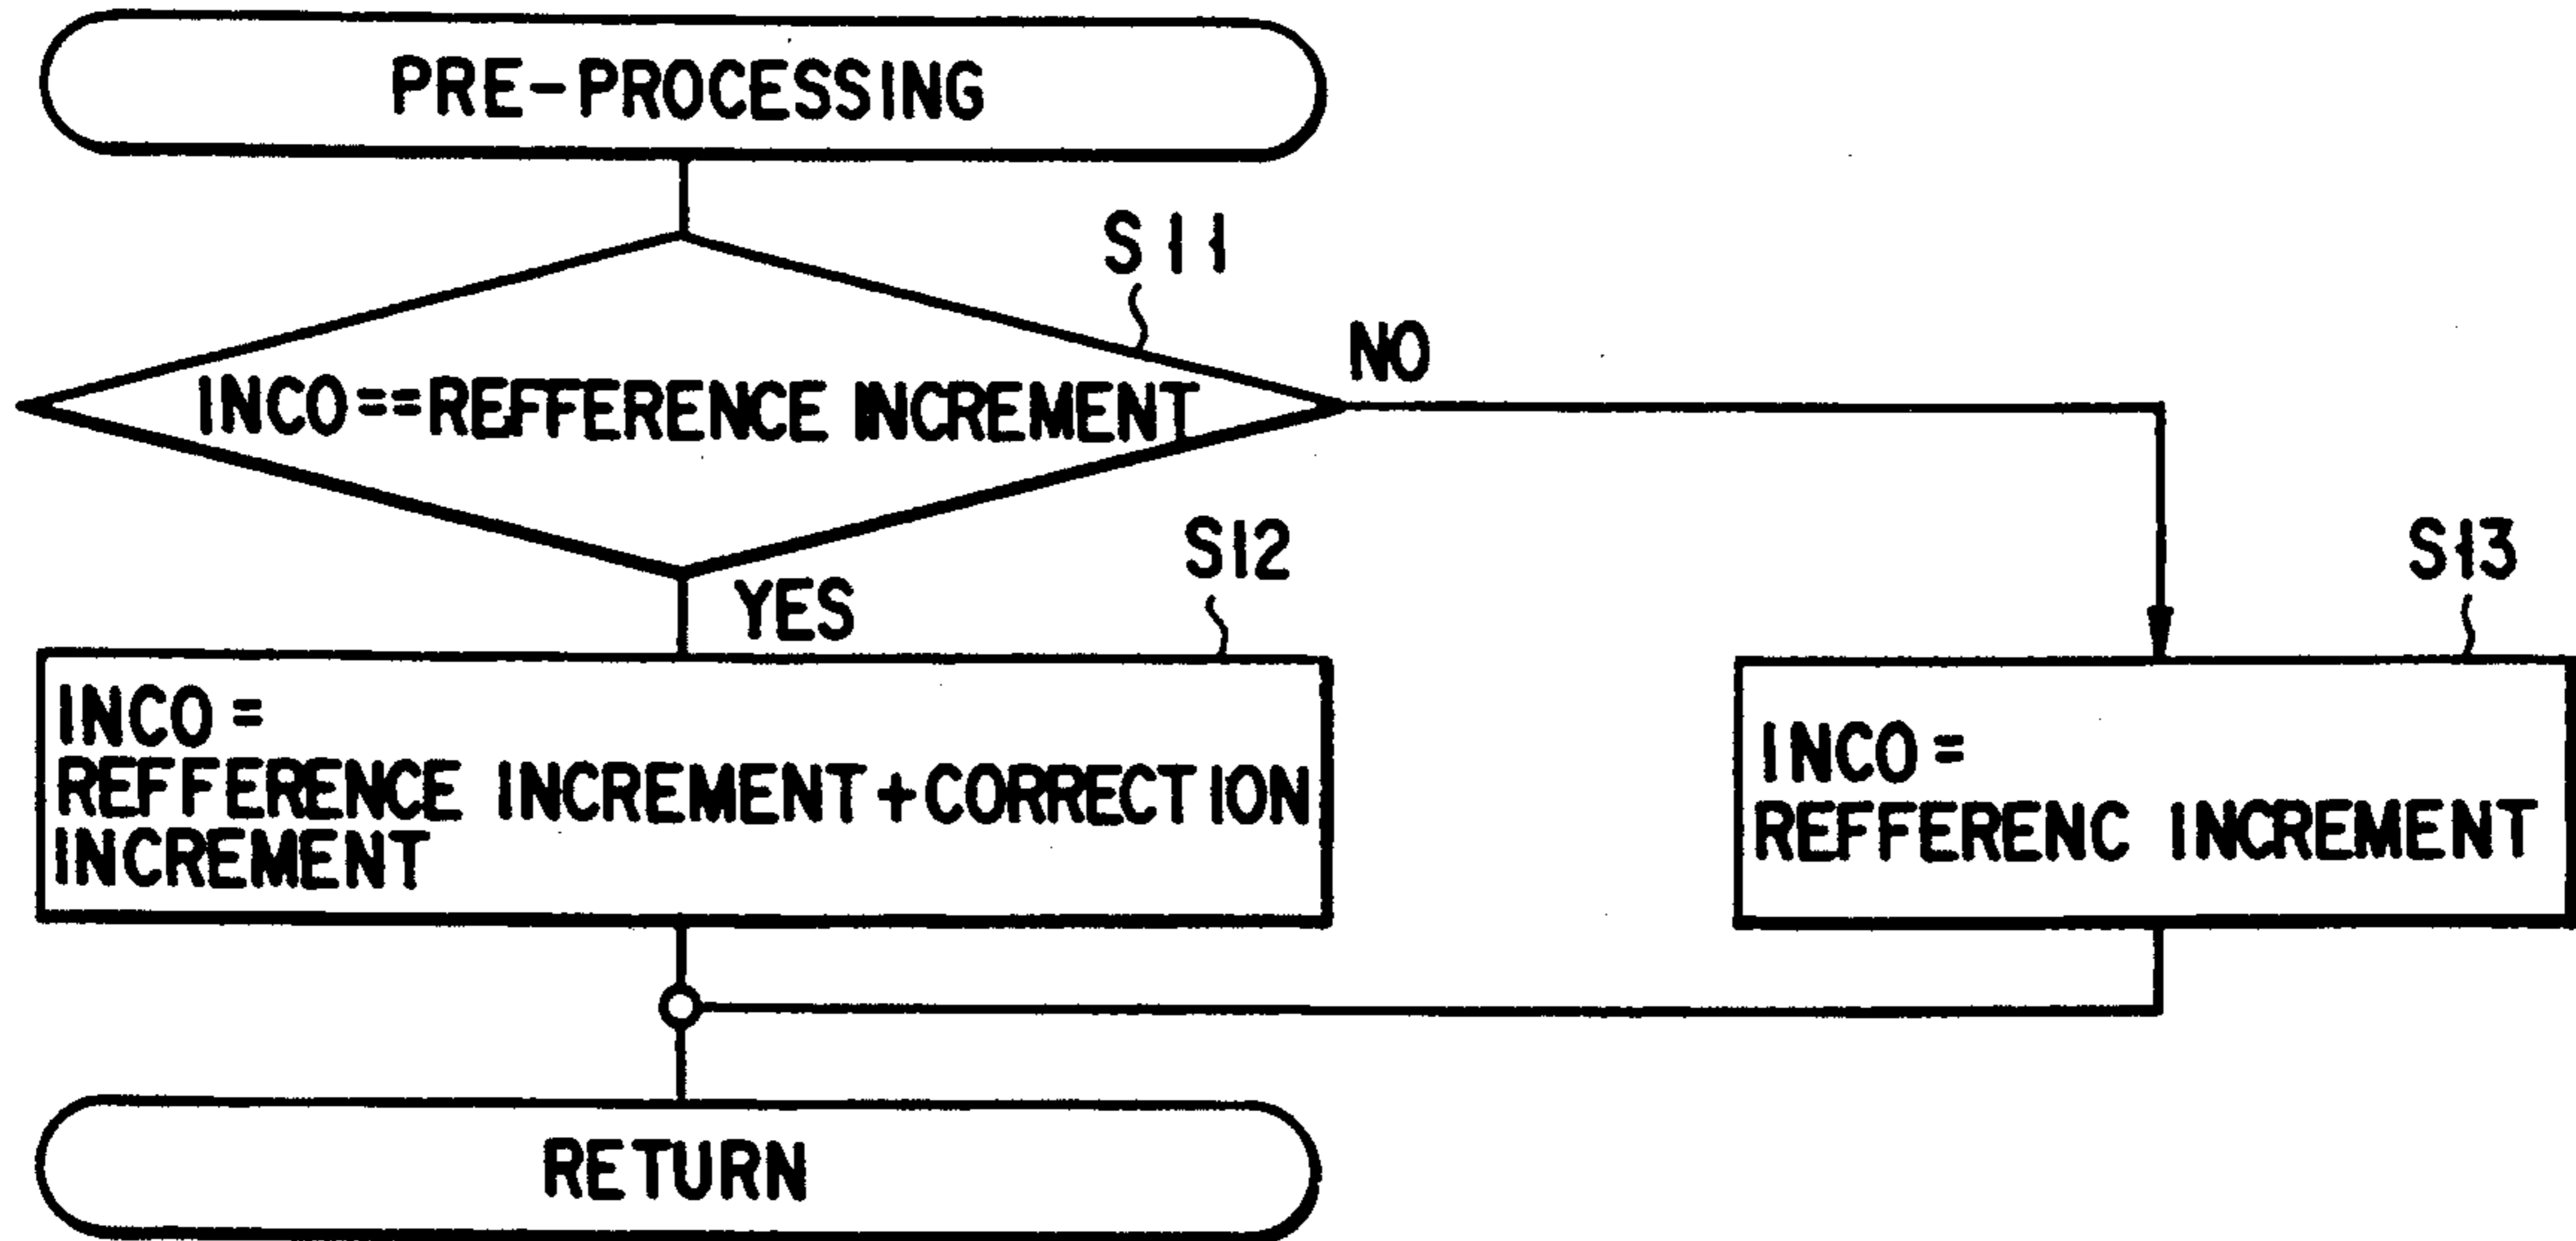 PRE-PROCESSING
S11
INCO==REFFERENCE INCREMENT
NO
YES
S12
INCO=
REFFERENCE INCREMENT+CORRECTION
INCREMENT
S13
INCO=
REFFERENC INCREMENT
RETURN